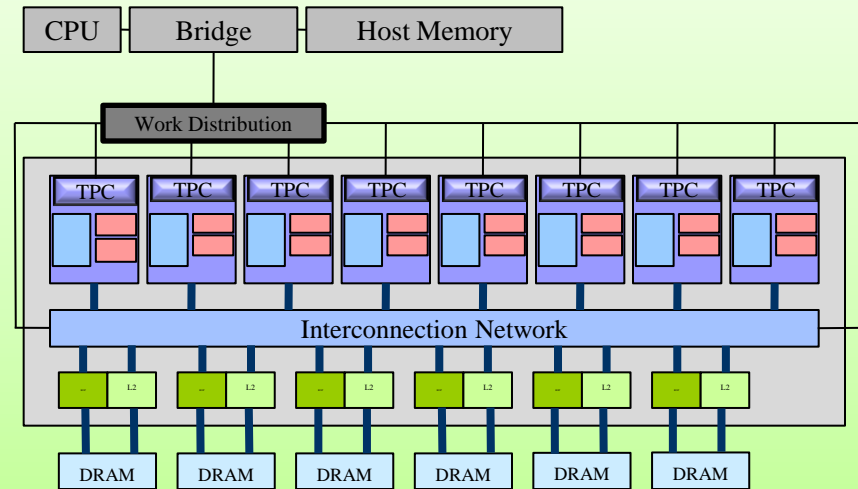 CPU
Bridge
Host Memory
Work Distribution
TPC
TPC
TPC
TPC
TPC
TPC
TPC
TPC
Interconnection Network
L2
L2
L2
L2
L2
L2
DRAM
DRAM
DRAM
DRAM
DRAM
DRAM